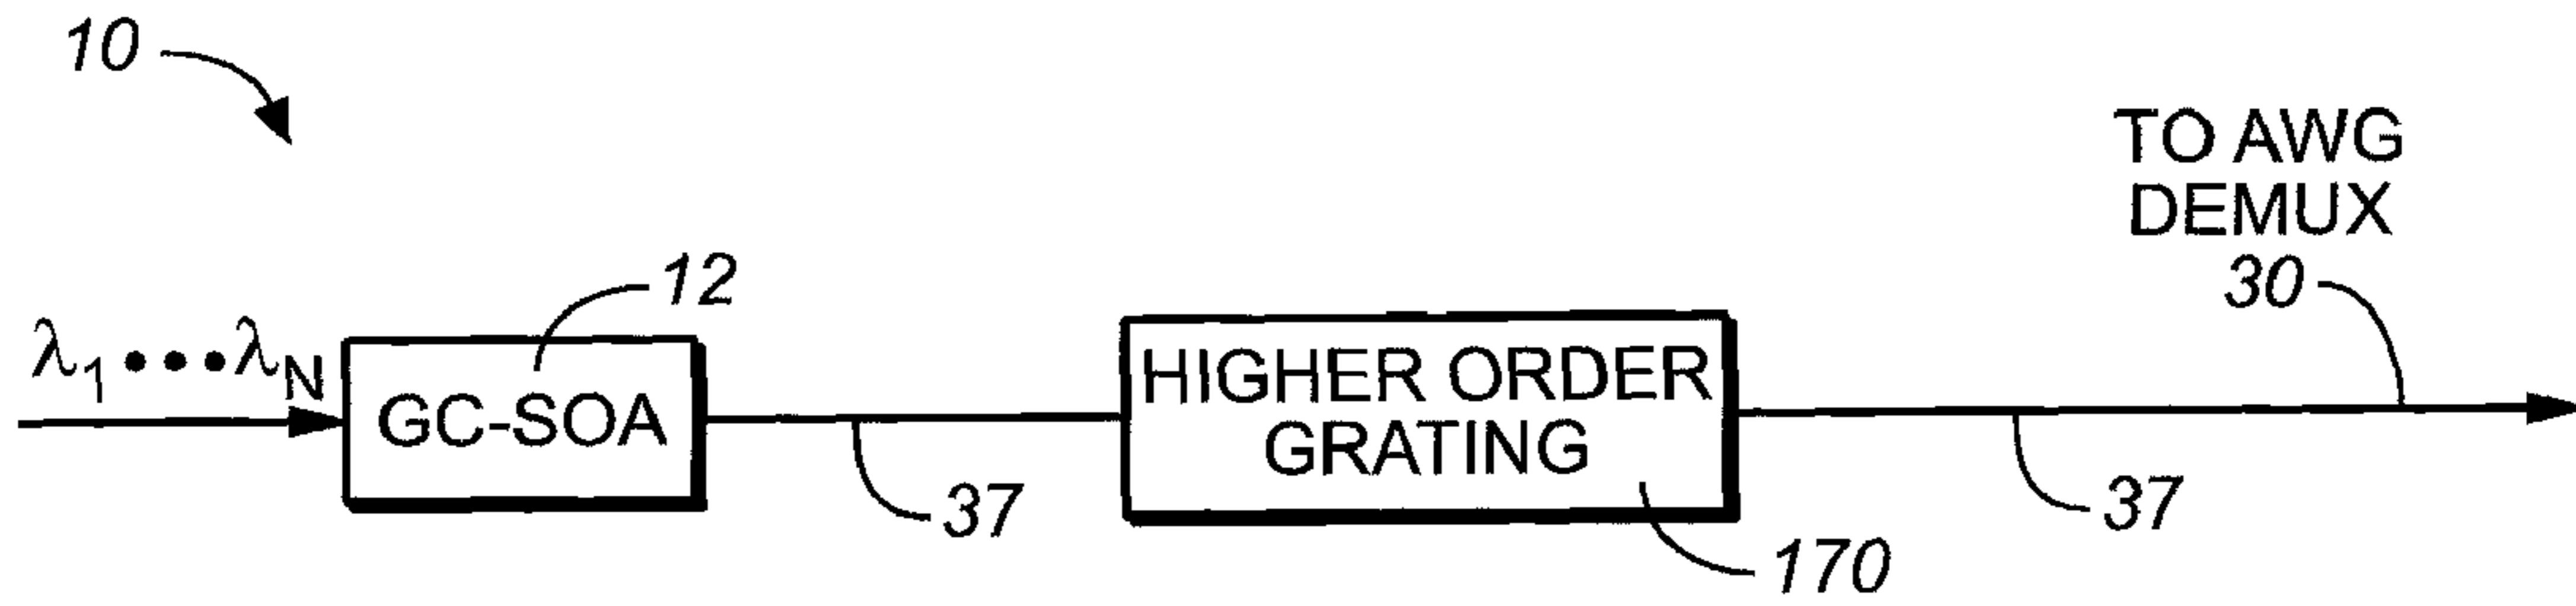 10
TO AWG
DEMUX
30
12
λ1•••λN
GC-SOA
HIGHER ORDER
GRATING
37
37
170